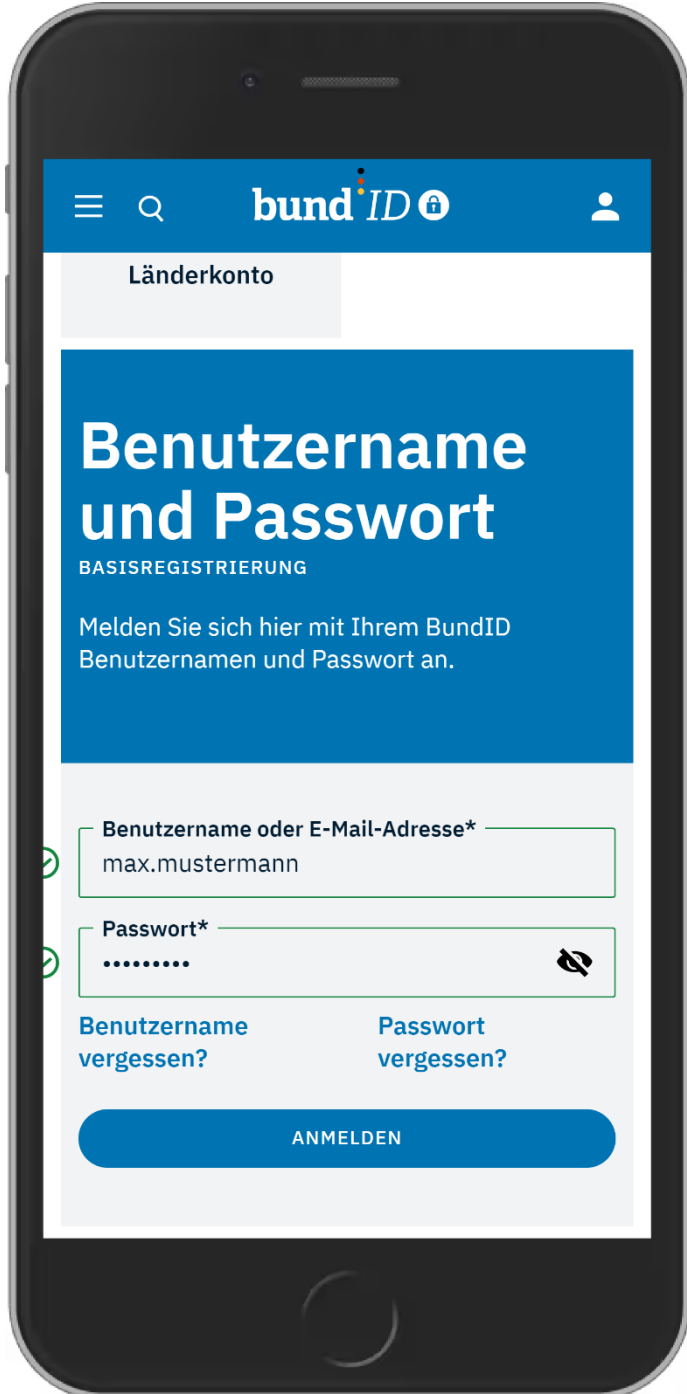 bund ID
Länderkonto
Benutzername
und Passwort
BASISREGISTRIERUNG
Melden Sie sich hier mit Ihrem BundID
Benutzernamen und Passwort an.
Benutzername oder E-Mail-Adresse*
max.mustermann
Passwort*
•••••••••
Benutzername
vergessen?
Passwort
vergessen?
ANMELDEN